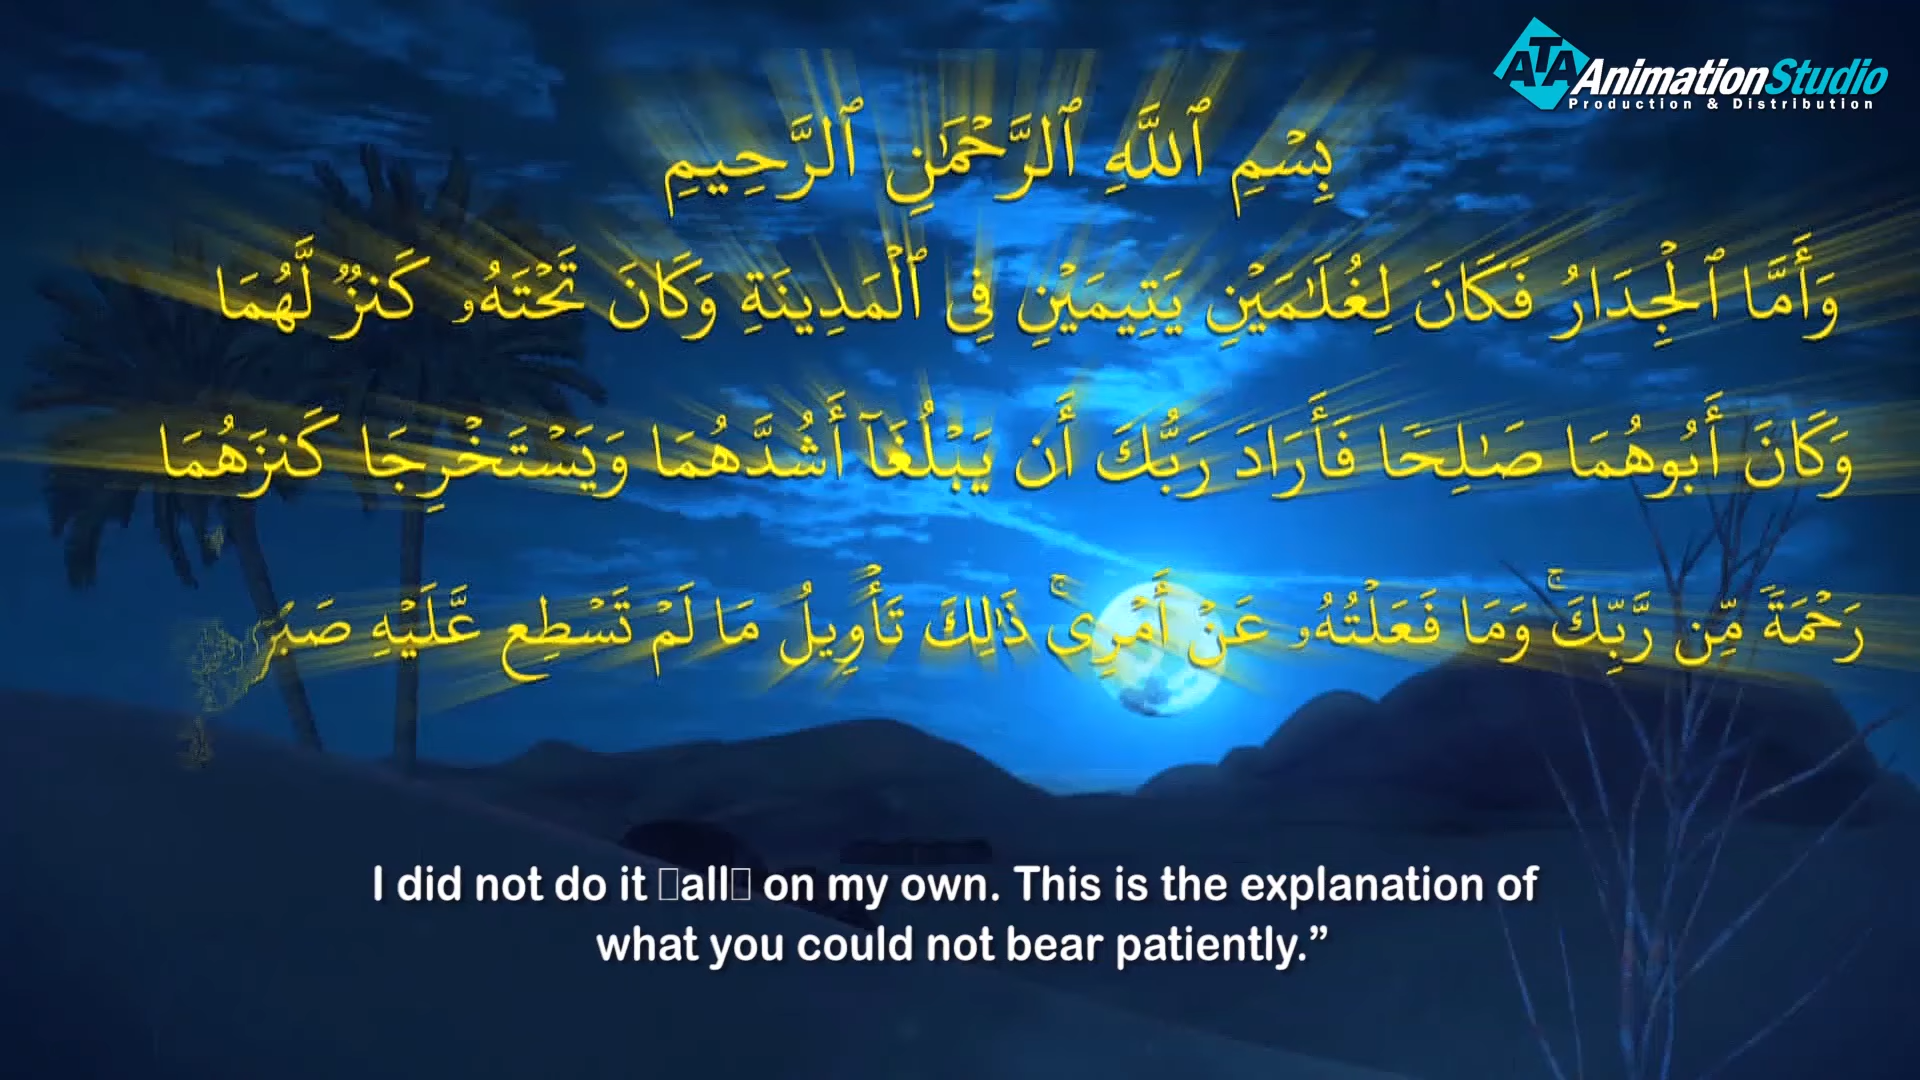 ATA AnimationStudio
Production & Distribution
بِسْمِ ٱللَّهِ ٱلرَّحْمَٰنِ ٱلرَّحِيمِ
وَأَمَّا ٱلْجِدَارُ فَكَانَ لِغُلَٰمَيْنِ يَتِيمَيْنِ فِى ٱلْمَدِينَةِ وَكَانَ تَحْتَهُۥ كَنزٌ لَّهُمَا
وَكَانَ أَبُوهُمَا صَٰلِحًا فَأَرَادَ رَبُّكَ أَن يَبْلُغَآ أَشُدَّهُمَا وَيَسْتَخْرِجَا كَنزَهُمَا
رَحْمَةً مِّن رَّبِّكَ ۚ وَمَا فَعَلْتُهُۥ عَنْ أَمْرِى ۚ ذَٰلِكَ تَأْوِيلُ مَا لَمْ تَسْطِع عَّلَيْهِ صَبْرً
I did not do it ▯all▯ on my own. This is the explanation of
what you could not bear patiently.”